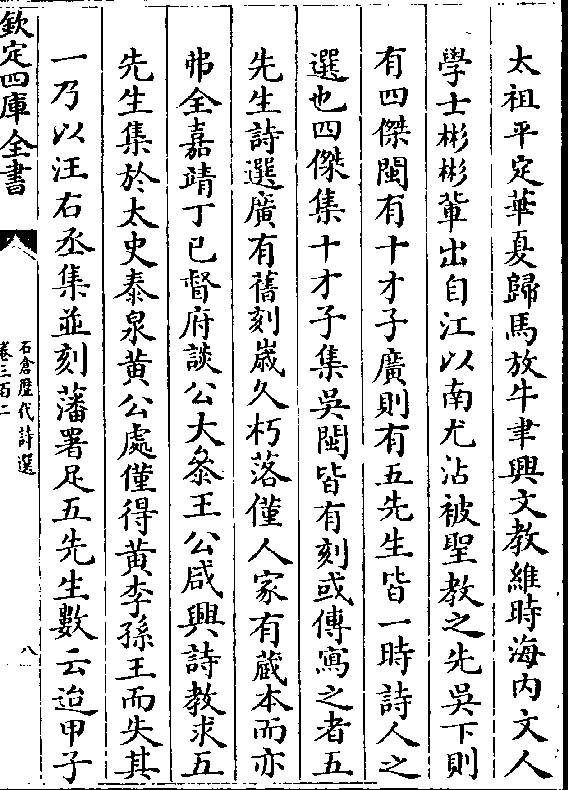 太祖平定華夏歸馬放牛聿興文教維時海内文人
學士彬彬輩出自江以南尤沾被聖教之先吳下則
有四傑閩有十才子廣則有五先生皆一時詩人之
選也四傑集十才子集吳閩皆有刻或傳寫之者五
先生詩選廣有舊刻嵗久朽落僅人家有蔵本而亦
弗全嘉靖丁已督府談公大叅王公咸興詩教求五
先生集於太史泰泉黄公處僅得黄李孫王而失其
一乃以汪右丞集並刻藩署足五先生數云迨甲子
欽定四庫全書
石倉歴代詩選
卷三百二
八